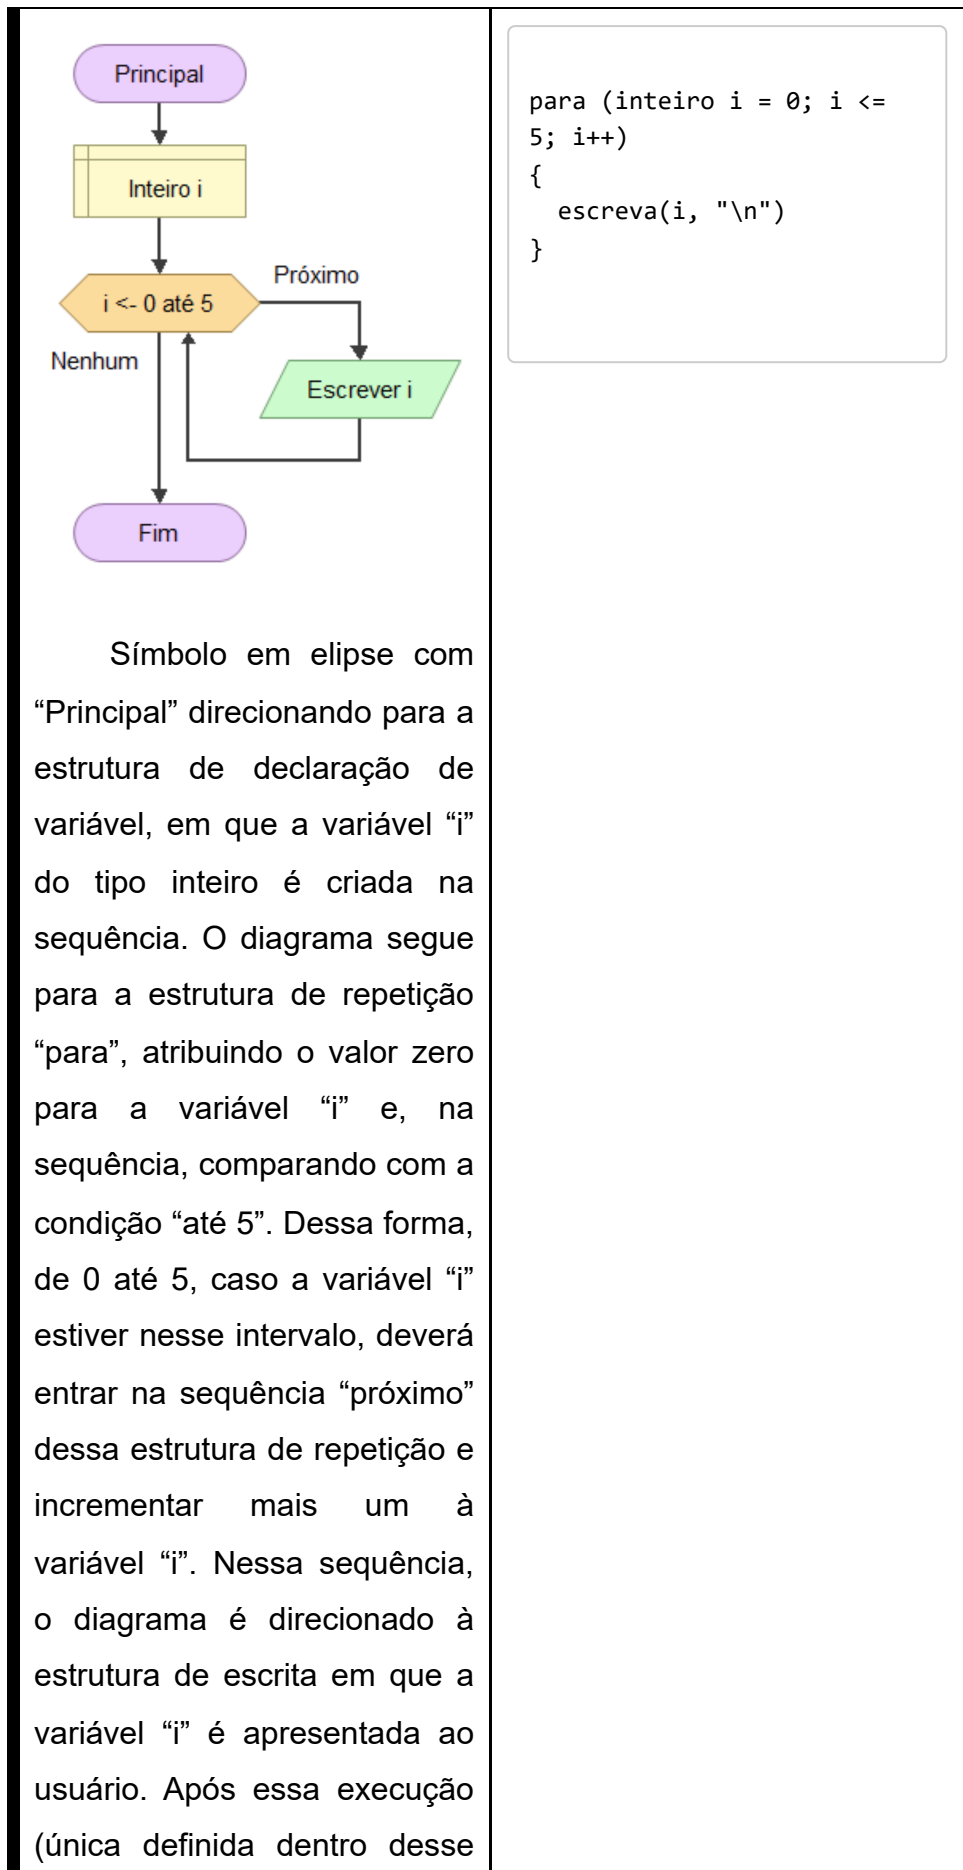 Principal
Inteiro i
i <- 0 até 5
Próximo
Nenhum
Escrever i
Fim
Símbolo em elipse com
“Principal” direcionando para a
estrutura de declaração de
variável, em que a variável “i”
do tipo inteiro é criada na
sequência. O diagrama segue
para a estrutura de repetição
“para”, atribuindo o valor zero
para a variável “i” e, na
sequência, comparando com a
condição “até 5”. Dessa forma,
de 0 até 5, caso a variável “i”
estiver nesse intervalo, deverá
entrar na sequência “próximo”
dessa estrutura de repetição e
incrementar mais um à
variável “i”. Nessa sequência,
o diagrama é direcionado à
estrutura de escrita em que a
variável “i” é apresentada ao
usuário. Após essa execução
(única definida dentro desse
para (inteiro i = 0; i <=
5; i++)
{
  escreva(i, "\n")
}